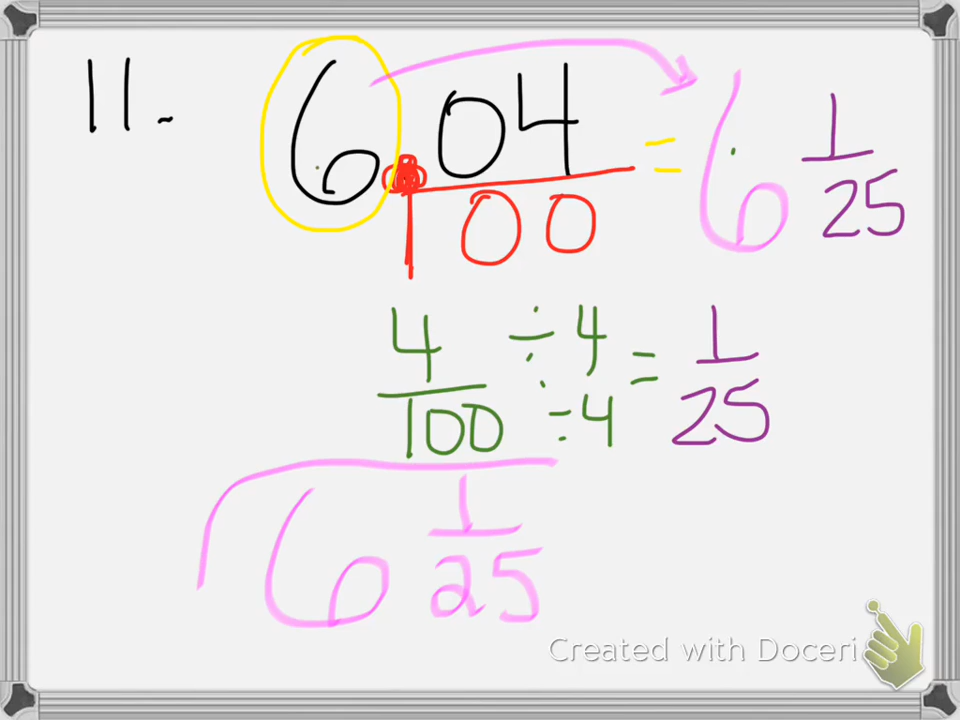 11. 6.04 = 6 1/25
100
4/100 ÷ 4 ÷ 4 = 1/25
6 1/25
Created with Doceri